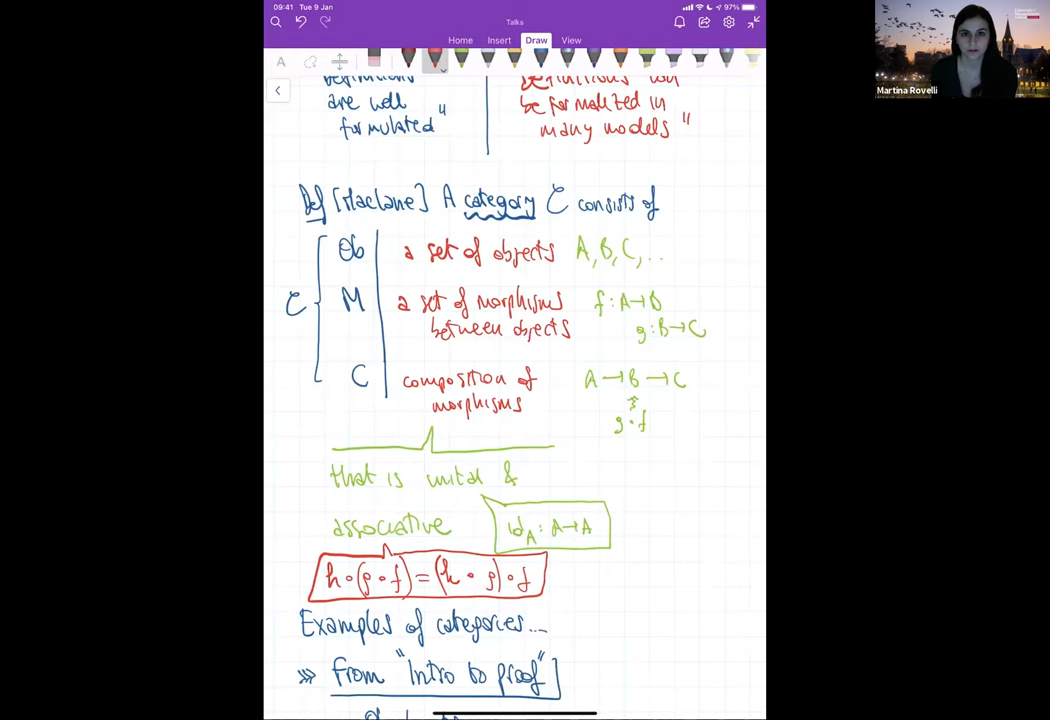 09:41 Tue 9 Jan
97%
Talks
Home Insert Draw View
Martina Rovelli
definitions
are well
formulated"
Definitions can
be formalized in
many models"
Def [MacLane] A category C consists of
C
Ob a set of objects A, B, C, ..
M a set of morphisms f: A→B
between objects g: B→C
C composition of A→B→C
morphisms
g∘f
that is unital &
associative id_A: A→A
h∘(g∘f)=(h∘g)∘f
Examples of categories...
⋙ From "Intro to proof"